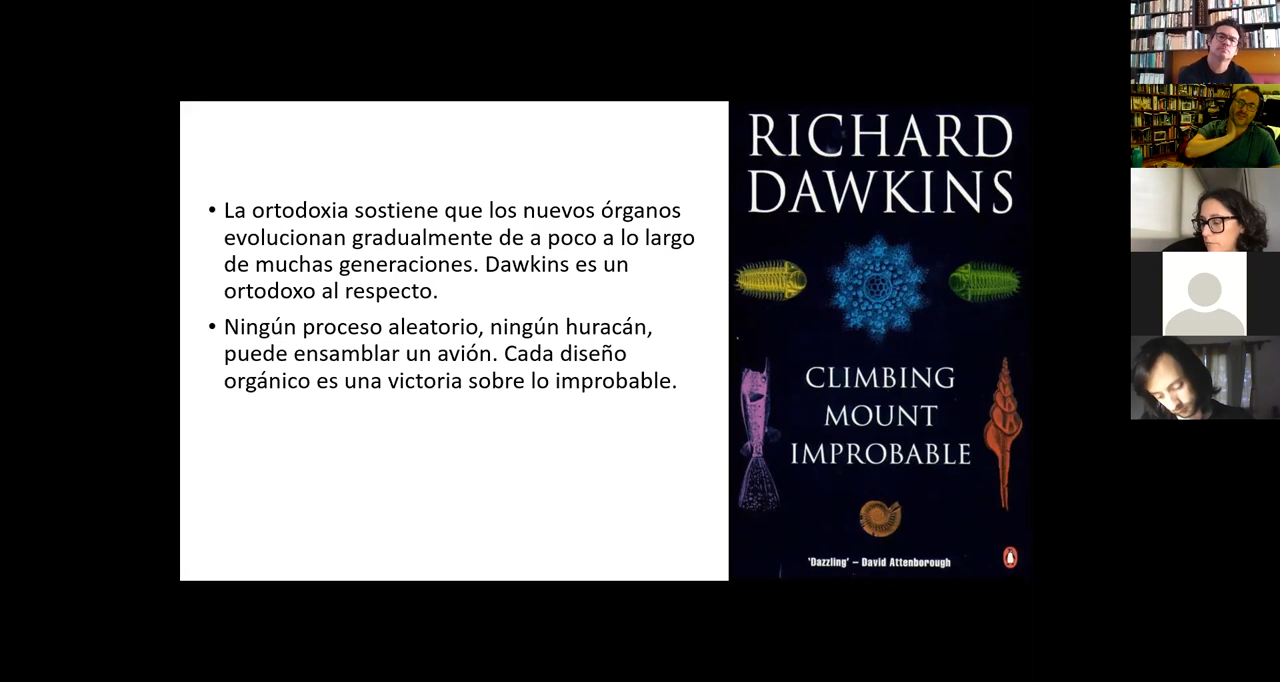 • La ortodoxia sostiene que los nuevos órganos
evolucionan gradualmente de a poco a lo largo
de muchas generaciones. Dawkins es un
ortodoxo al respecto.
• Ningún proceso aleatorio, ningún huracán,
puede ensamblar un avión. Cada diseño
orgánico es una victoria sobre lo improbable.
RICHARD
DAWKINS
CLIMBING
MOUNT
IMPROBABLE
'Dazzling' – David Attenborough